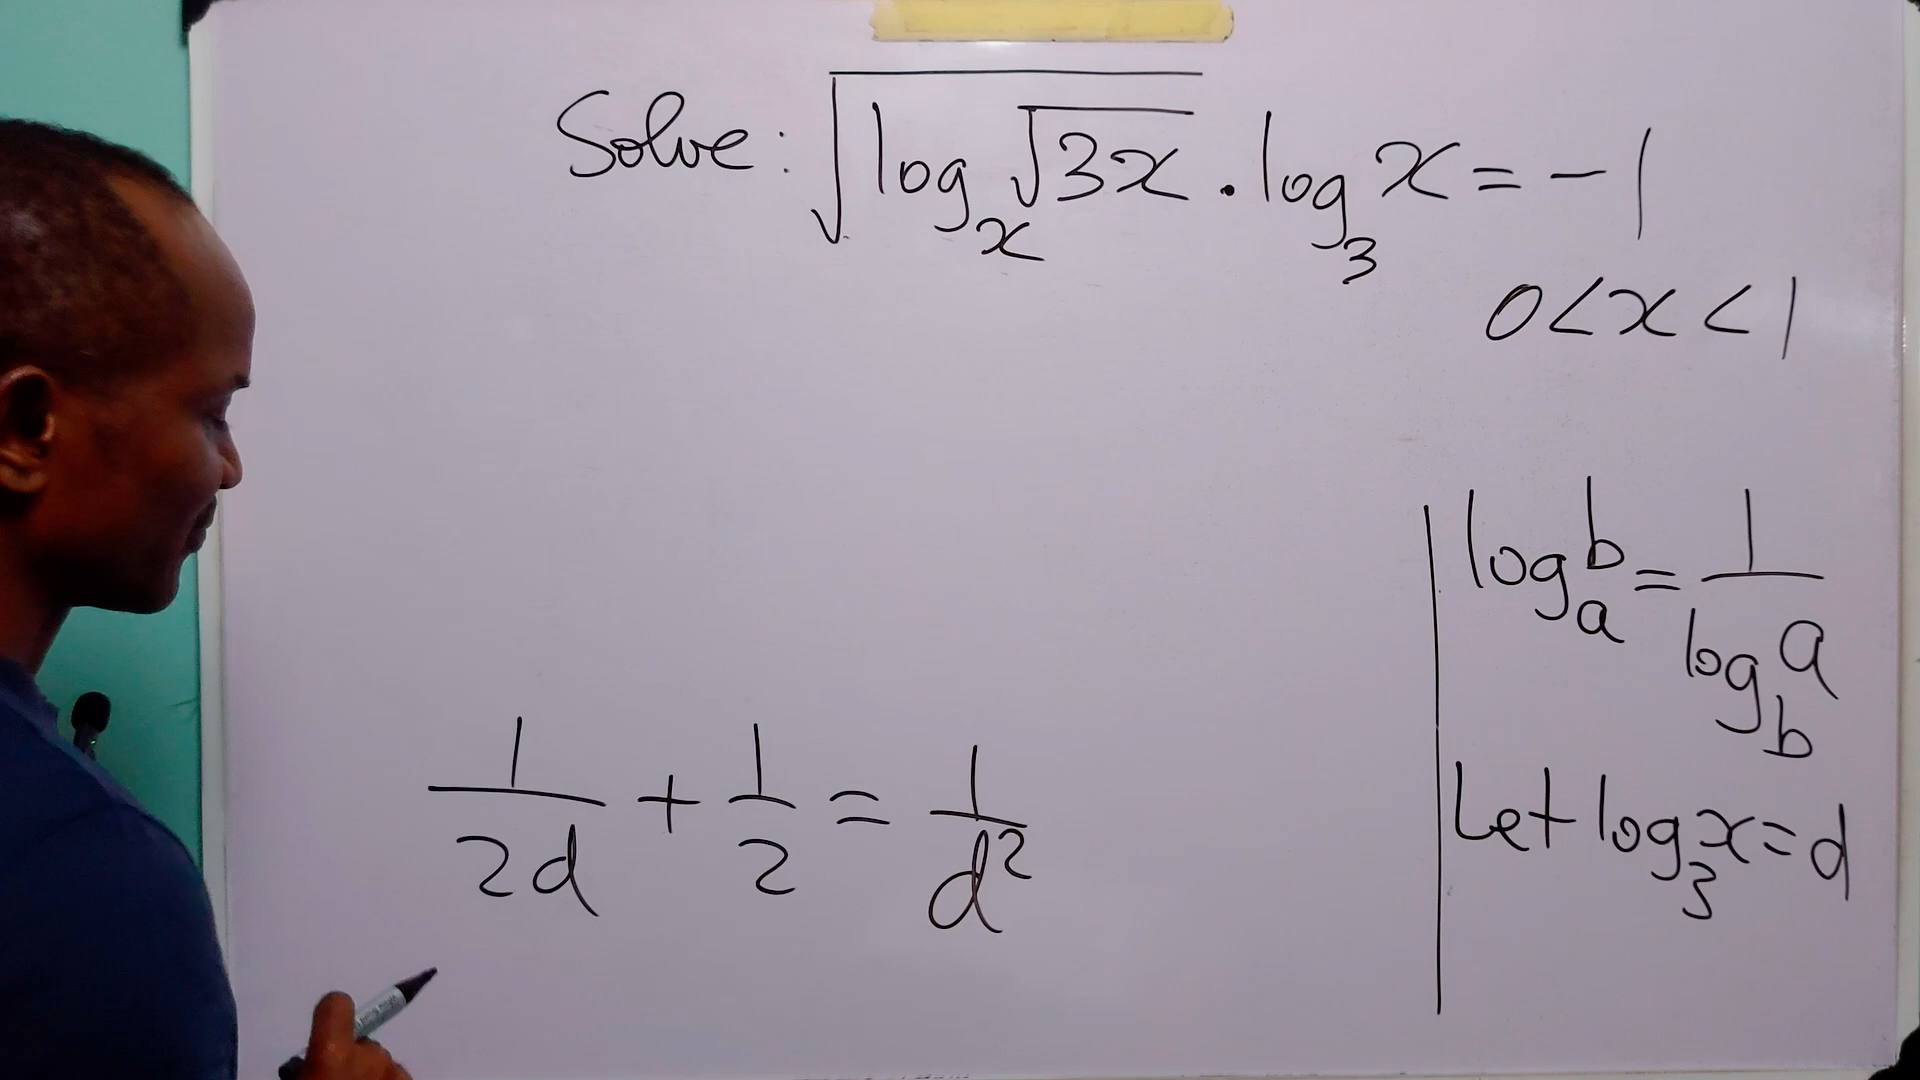 Solve: √(log_x √(3x)) . log_3 x = -1
0 < x < 1
log_a b = 1/(log_b a)
Let log_3 x = d
1/(2d) + 1/2 = 1/d²